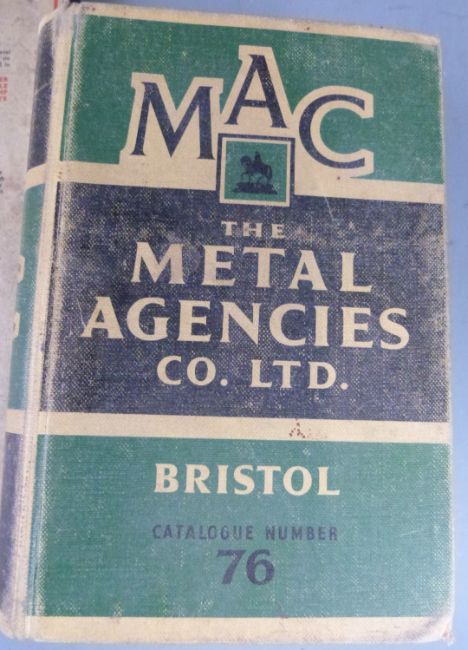 MAC
THE
METAL
AGENCIES
CO. LTD.
BRISTOL
CATALOGUE NUMBER
76